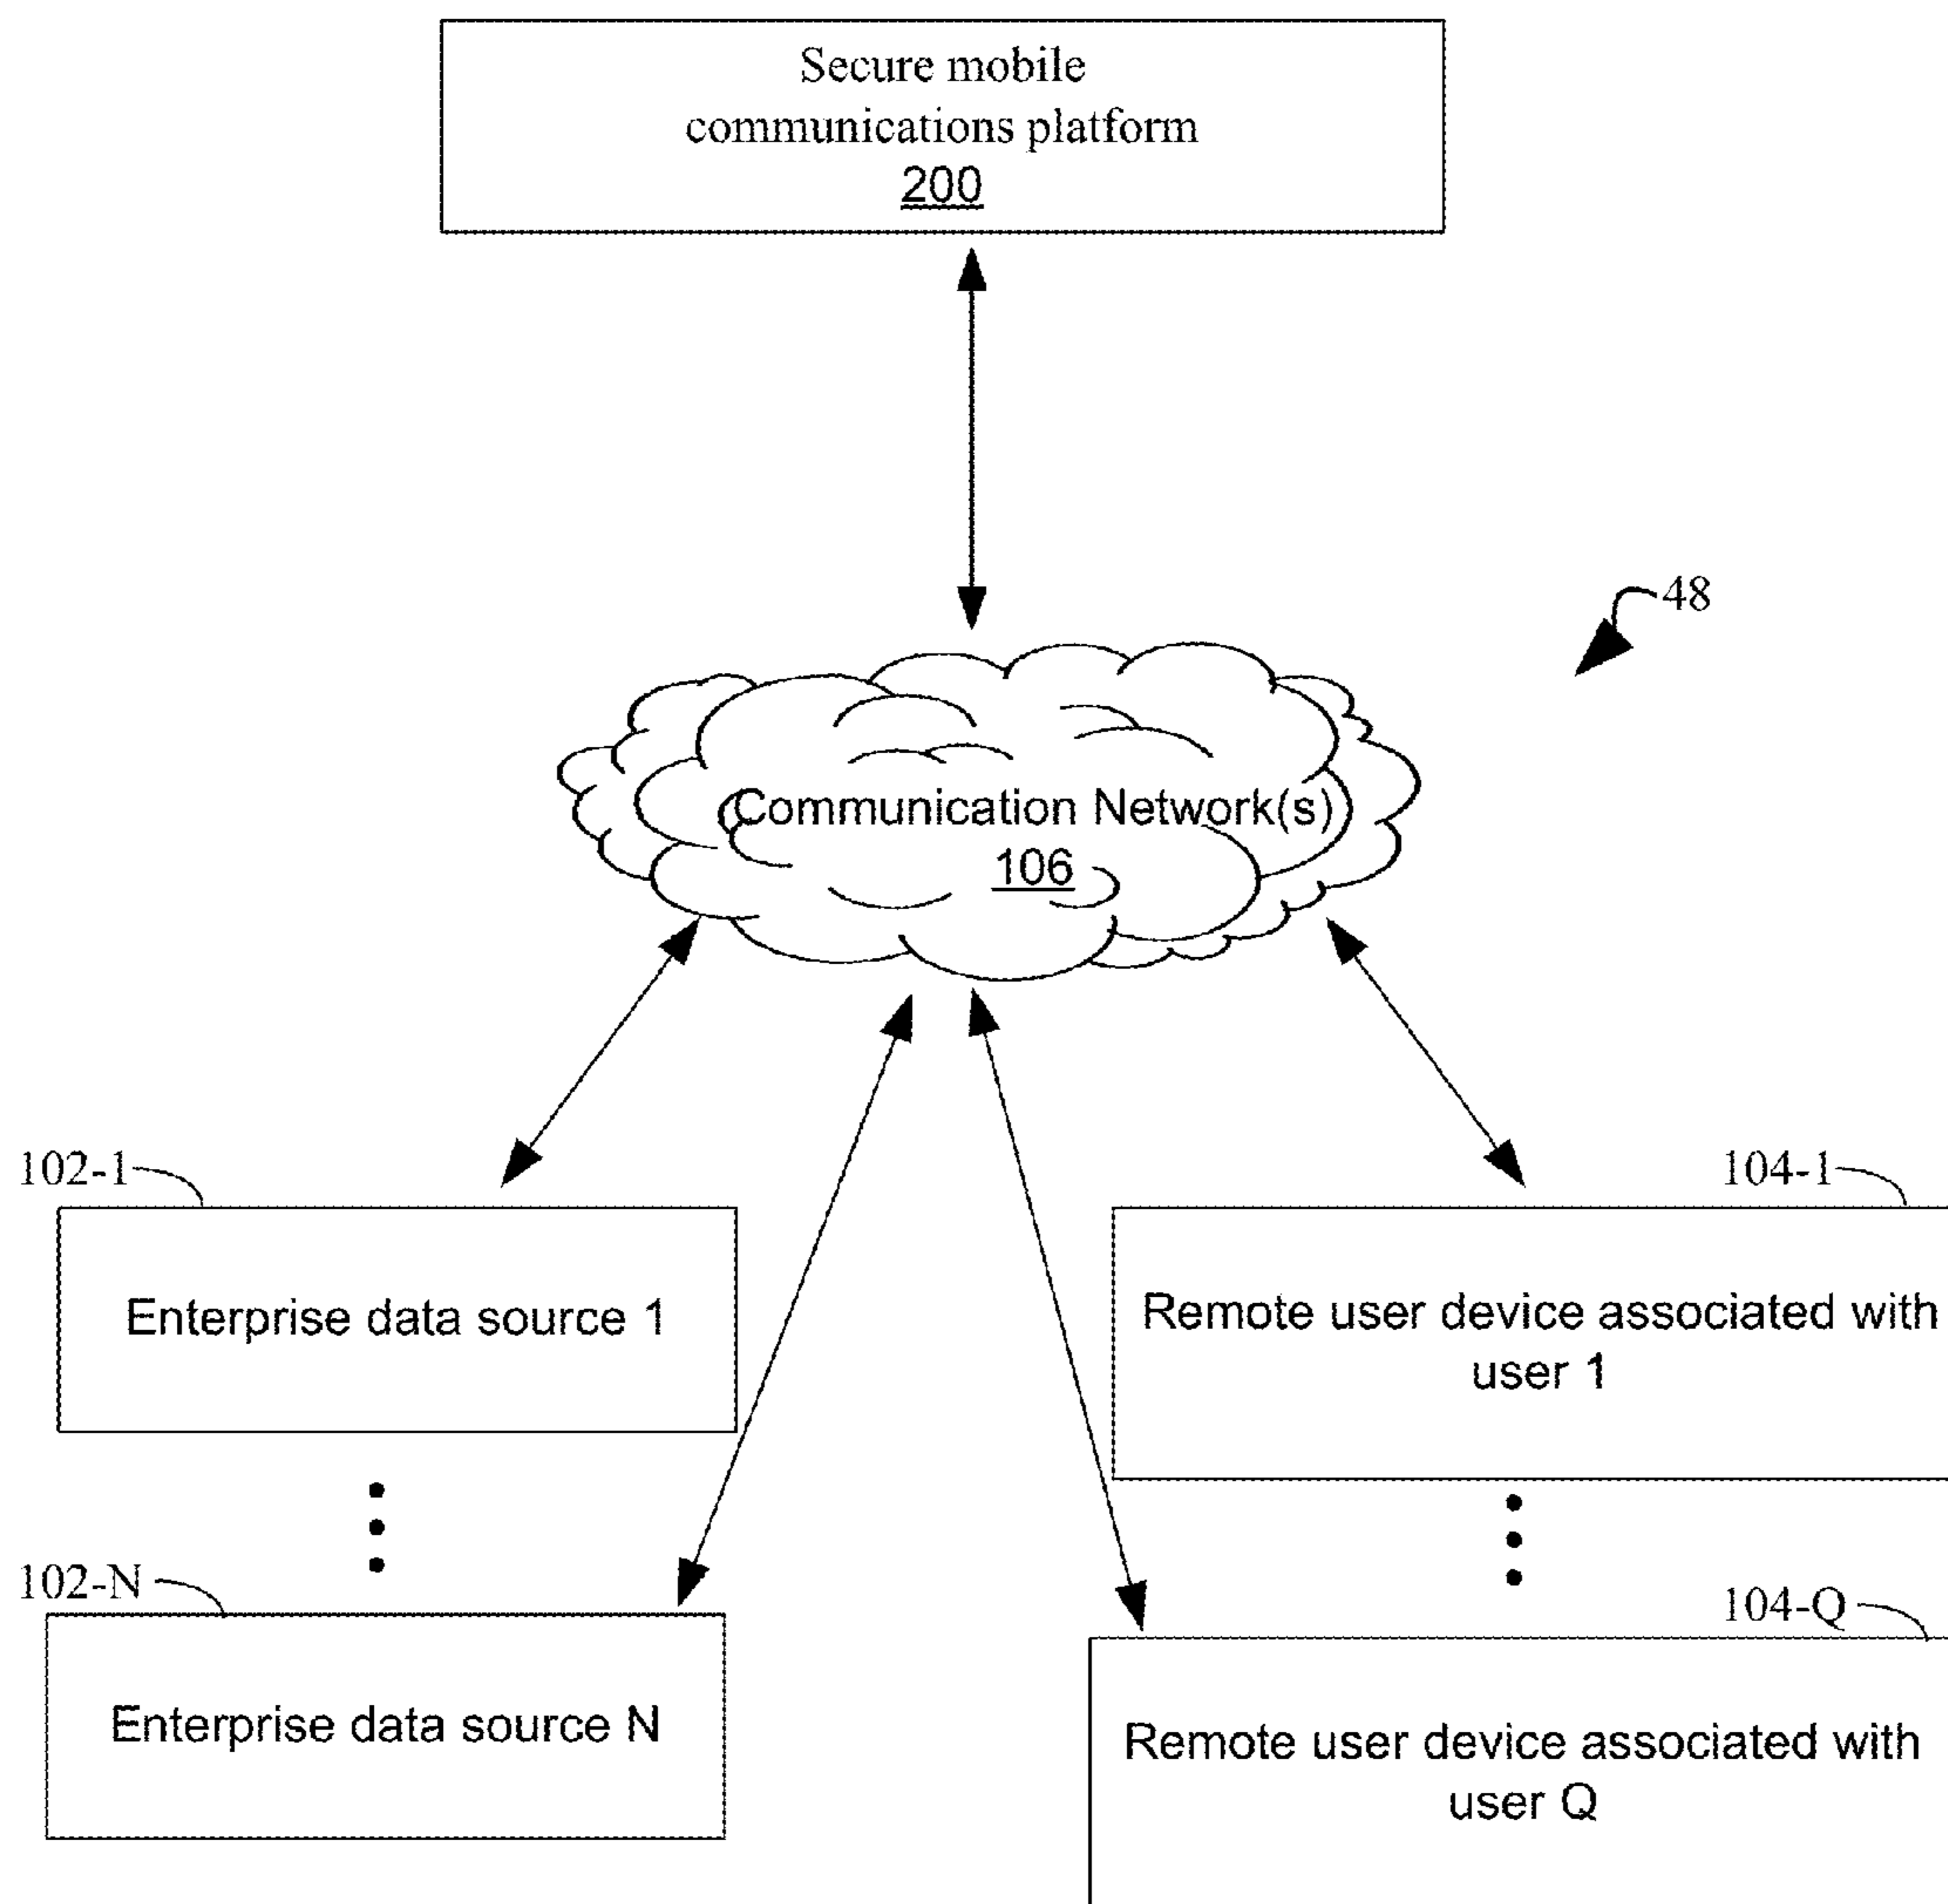 Secure mobile
communications platform
200
48
Communication Network(s)
106
102-1
Enterprise data source 1
104-1
Remote user device associated with
user 1
102-N
Enterprise data source N
104-Q
Remote user device associated with
user Q